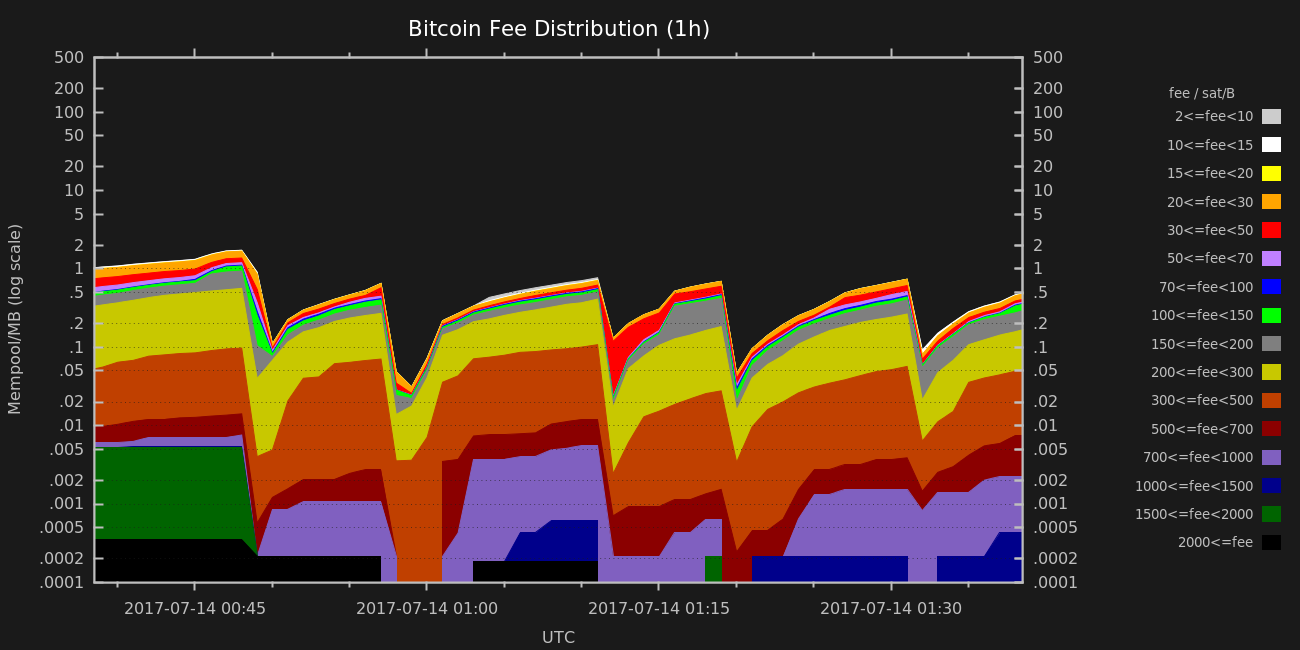 Bitcoin Fee Distribution (1h)
Mempool/MB (log scale)
500
200
100
50
20
10
5
2
1
.5
.2
.1
.05
.02
.01
.005
.002
.001
.0005
.0002
.0001
500
200
100
50
20
10
5
2
1
.5
.2
.1
.05
.02
.01
.005
.002
.001
.0005
.0002
.0001
2017-07-14 00:45
2017-07-14 01:00
2017-07-14 01:15
2017-07-14 01:30
UTC
fee / sat/B
2<=fee<10
10<=fee<15
15<=fee<20
20<=fee<30
30<=fee<50
50<=fee<70
70<=fee<100
100<=fee<150
150<=fee<200
200<=fee<300
300<=fee<500
500<=fee<700
700<=fee<1000
1000<=fee<1500
1500<=fee<2000
2000<=fee